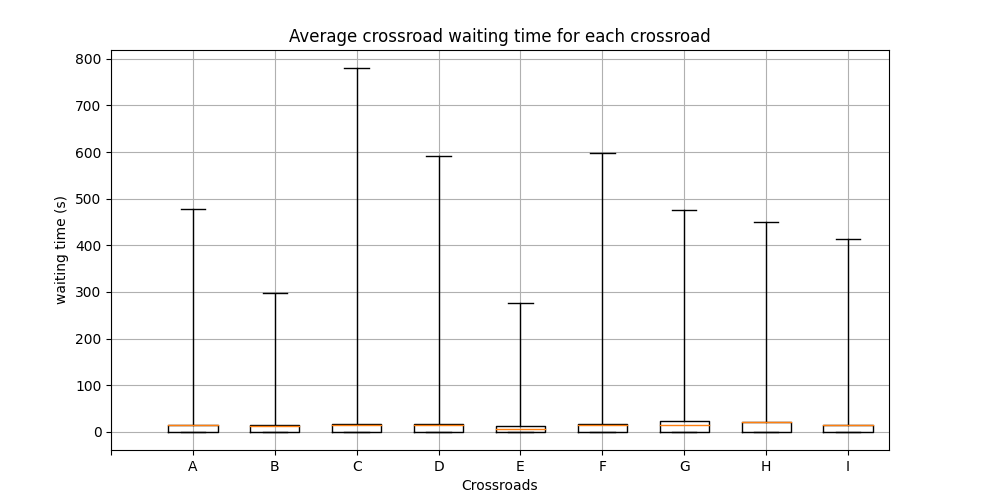 Average crossroad waiting time for each crossroad
800
700
600
500
400
300
200
100
0
waiting time (s)
A B C D E F G H I
Crossroads